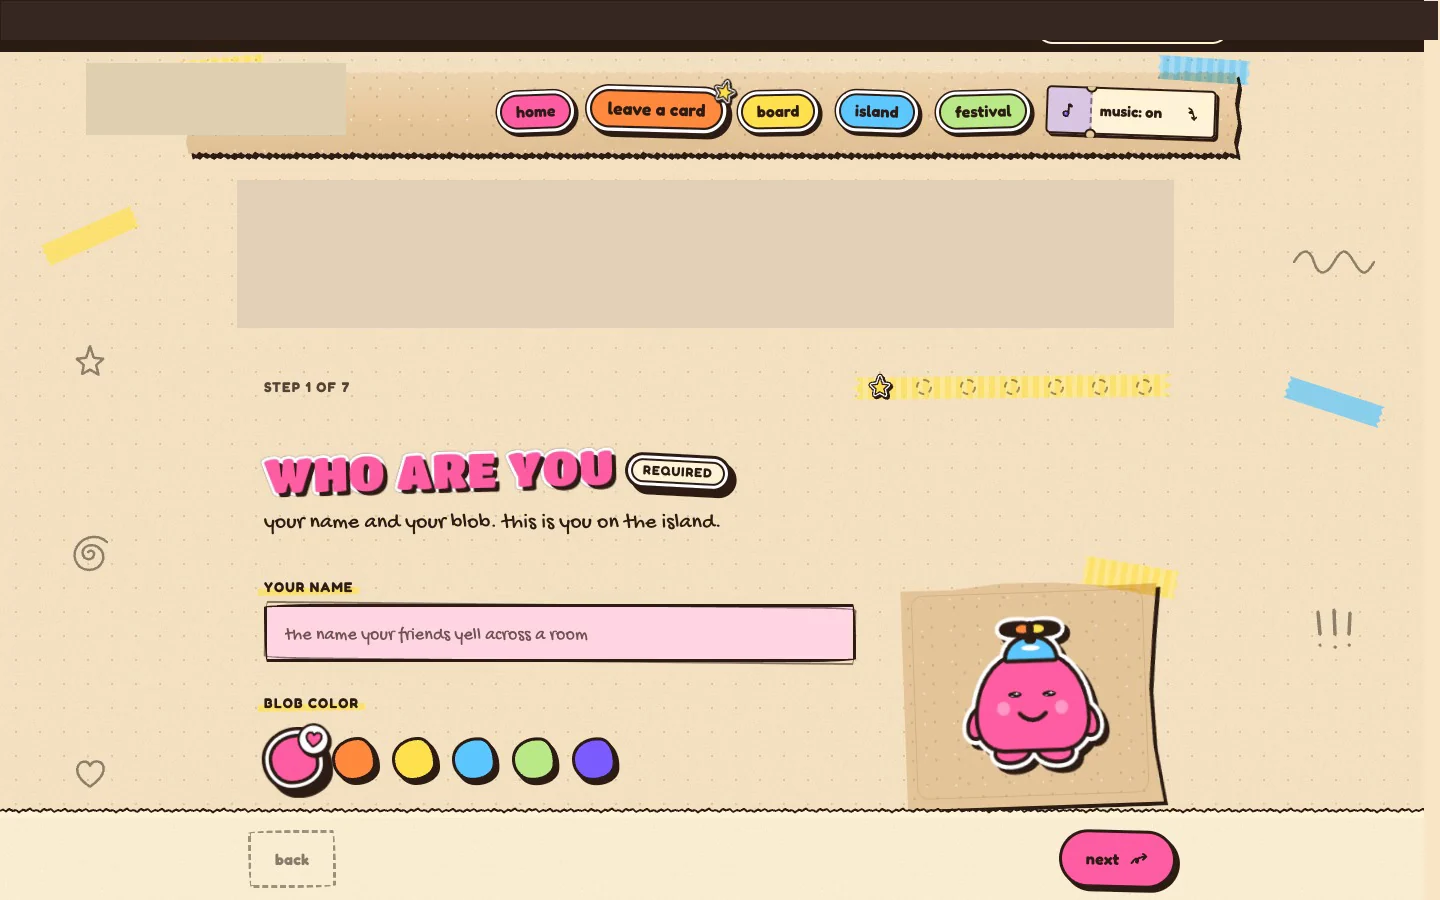 home
leave a card
board
island
festival
music: on
STEP 1 OF 7
WHO ARE YOU
REQUIRED
your name and your blob. this is you on the island.
YOUR NAME
the name your friends yell across a room
BLOB COLOR
back
next